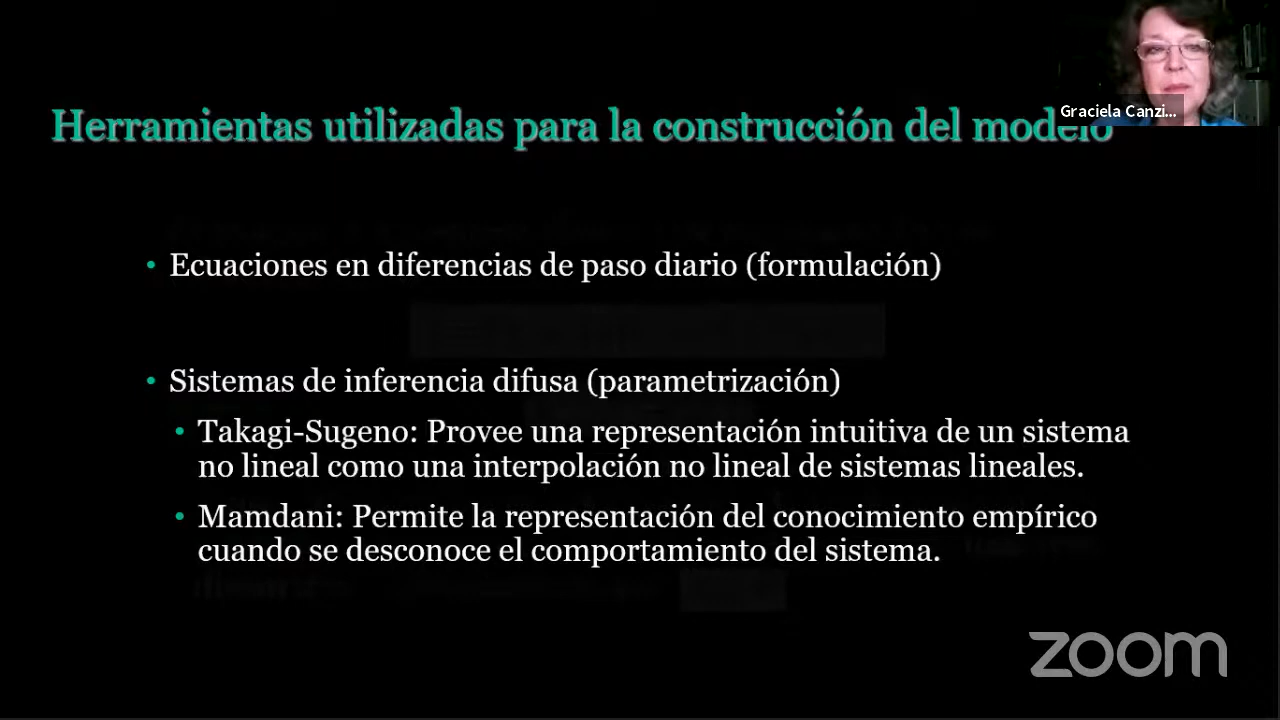 Herramientas utilizadas para la construcción del modelo
Graciela Canzi...
• Ecuaciones en diferencias de paso diario (formulación)
• Sistemas de inferencia difusa (parametrización)
• Takagi-Sugeno: Provee una representación intuitiva de un sistema
no lineal como una interpolación no lineal de sistemas lineales.
• Mamdani: Permite la representación del conocimiento empírico
cuando se desconoce el comportamiento del sistema.
zoom